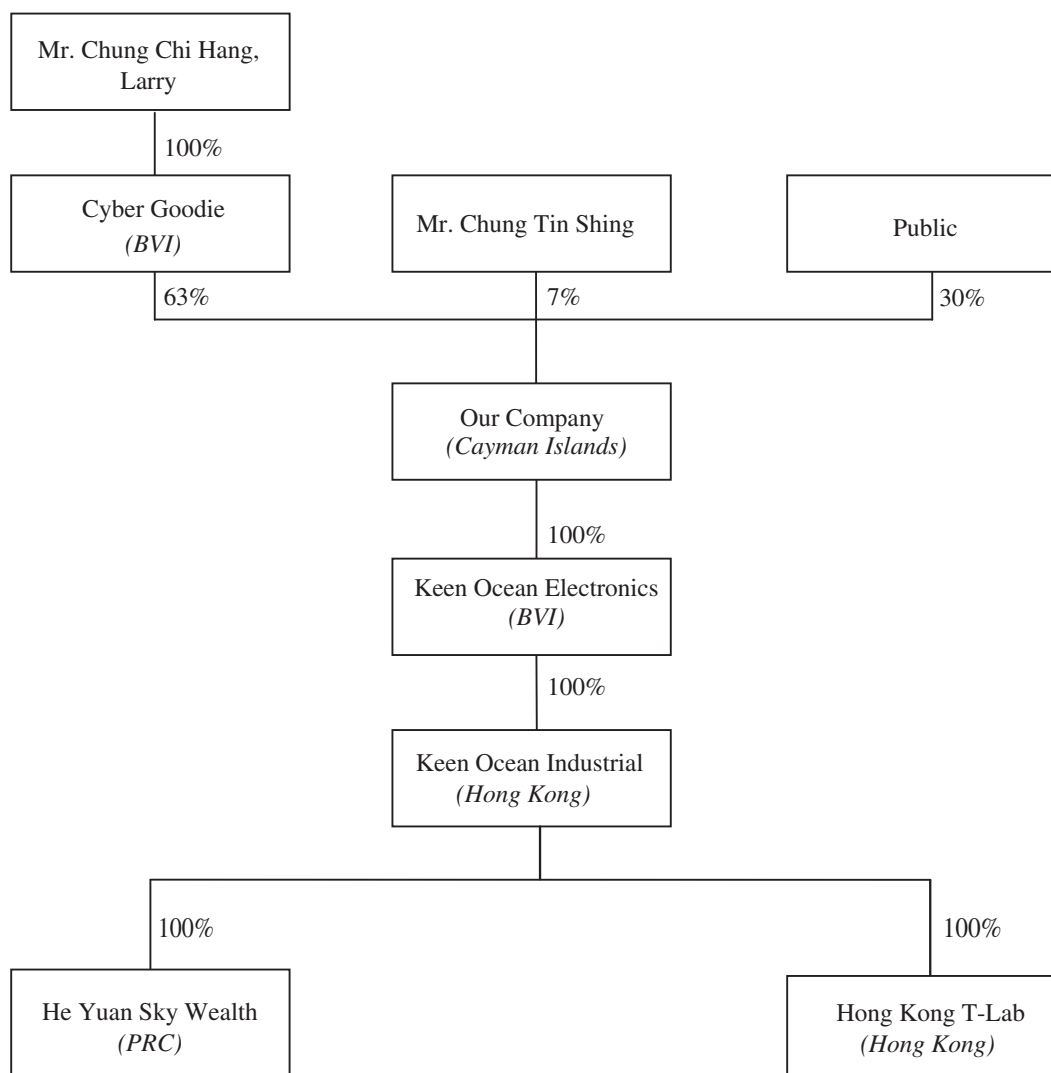 Mr. Chung Chi Hang,
Larry
100%
Cyber Goodie
(BVI)
Mr. Chung Tin Shing
Public
63%
7%
30%
Our Company
(Cayman Islands)
100%
Keen Ocean Electronics
(BVI)
100%
Keen Ocean Industrial
(Hong Kong)
100%
100%
He Yuan Sky Wealth
(PRC)
Hong Kong T-Lab
(Hong Kong)